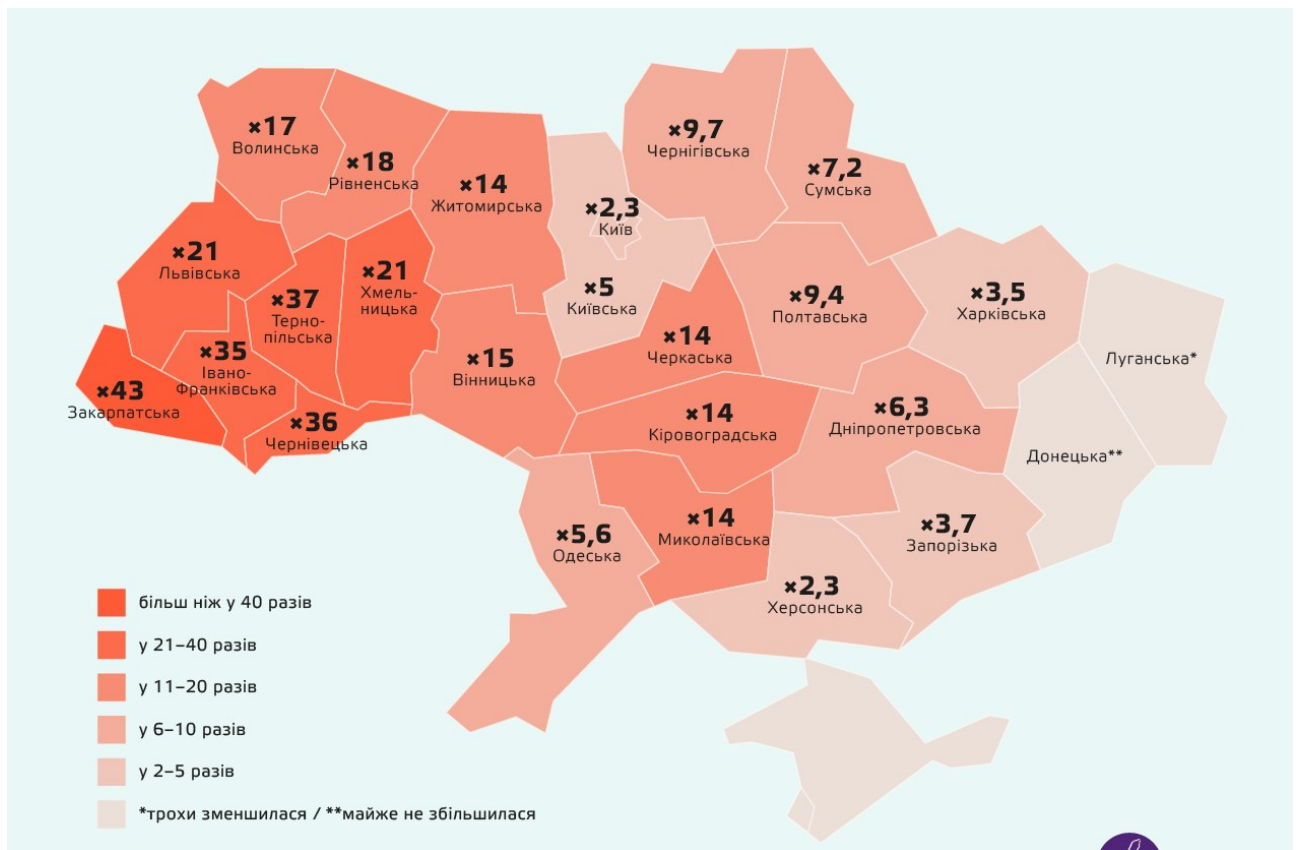 ×17
Волинська
×18
Рівненська
×14
Житомирська
×2,3
Київ
×9,7
Чернігівська
×7,2
Сумська
×21
Львівська
×37
Терно-
пільська
×21
Хмель-
ницька
×5
Київська
×9,4
Полтавська
×3,5
Харківська
Луганська*
×43
Закарпатська
×35
Івано-
Франківська
×36
Чернівецька
×15
Вінницька
×14
Черкаська
×14
Кіровоградська
×6,3
Дніпропетровська
Донецька**
×5,6
Одеська
×14
Миколаївська
×2,3
Херсонська
×3,7
Запорізька
більш ніж у 40 разів
у 21–40 разів
у 11–20 разів
у 6–10 разів
у 2–5 разів
*трохи зменшилася / **майже не збільшилася